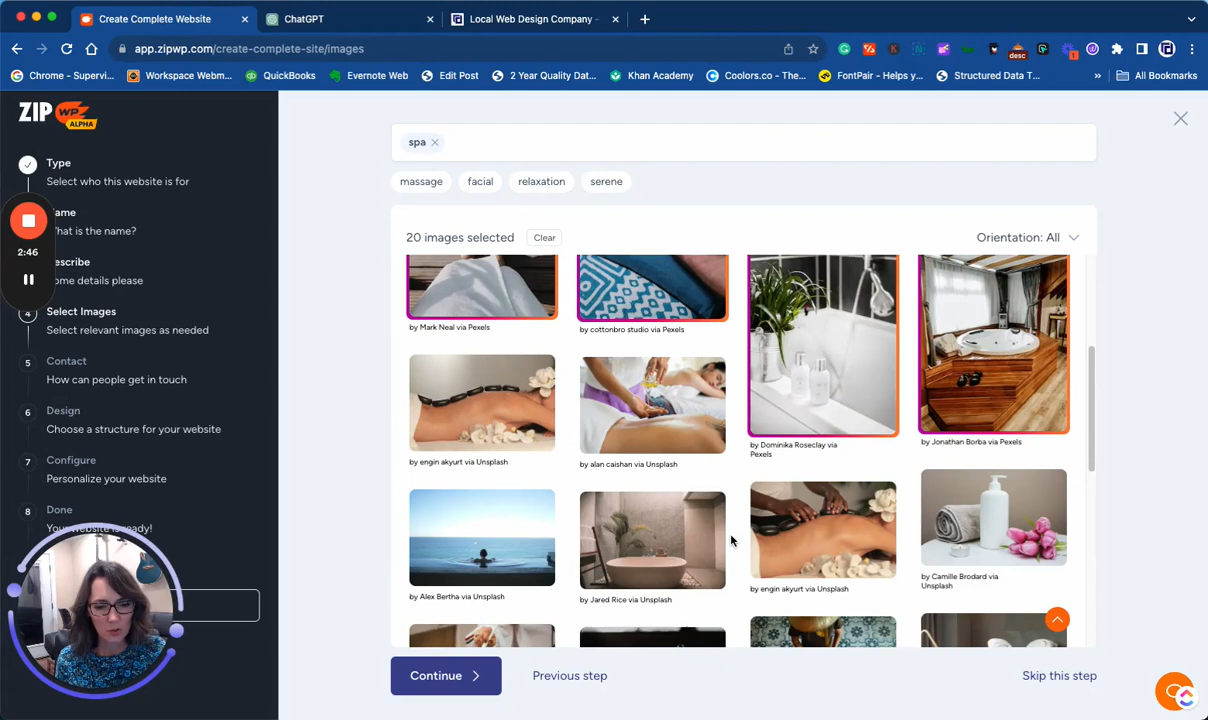 Create Complete Website
ChatGPT
Local Web Design Company -
app.zipwp.com/create-complete-site/images
desc
1
Chrome - Supervi...
Workspace Webm...
QuickBooks
Evernote Web
Edit Post
2 Year Quality Dat...
Khan Academy
Coolors.co - The...
FontPair - Helps y...
Structured Data T...
»
All Bookmarks
ZIP WP
ALPHA
Type
Select who this website is for
ame
hat is the name?
escribe
ome details please
2:46
4
Select Images
Select relevant images as needed
5
Contact
How can people get in touch
6
Design
Choose a structure for your website
7
Configure
Personalize your website
8
Done
Your website is ready!
spa
massage
facial
relaxation
serene
20 images selected
Clear
Orientation: All
by Mark Neal via Pexels
by cottonbro studio via Pexels
by Dominika Roseclay via
Pexels
by Jonathan Borba via Pexels
by engin akyurt via Unsplash
by alan caishan via Unsplash
by Alex Bertha via Unsplash
by Jared Rice via Unsplash
by engin akyurt via Unsplash
by Camille Brodard via
Unsplash
Continue
Previous step
Skip this step